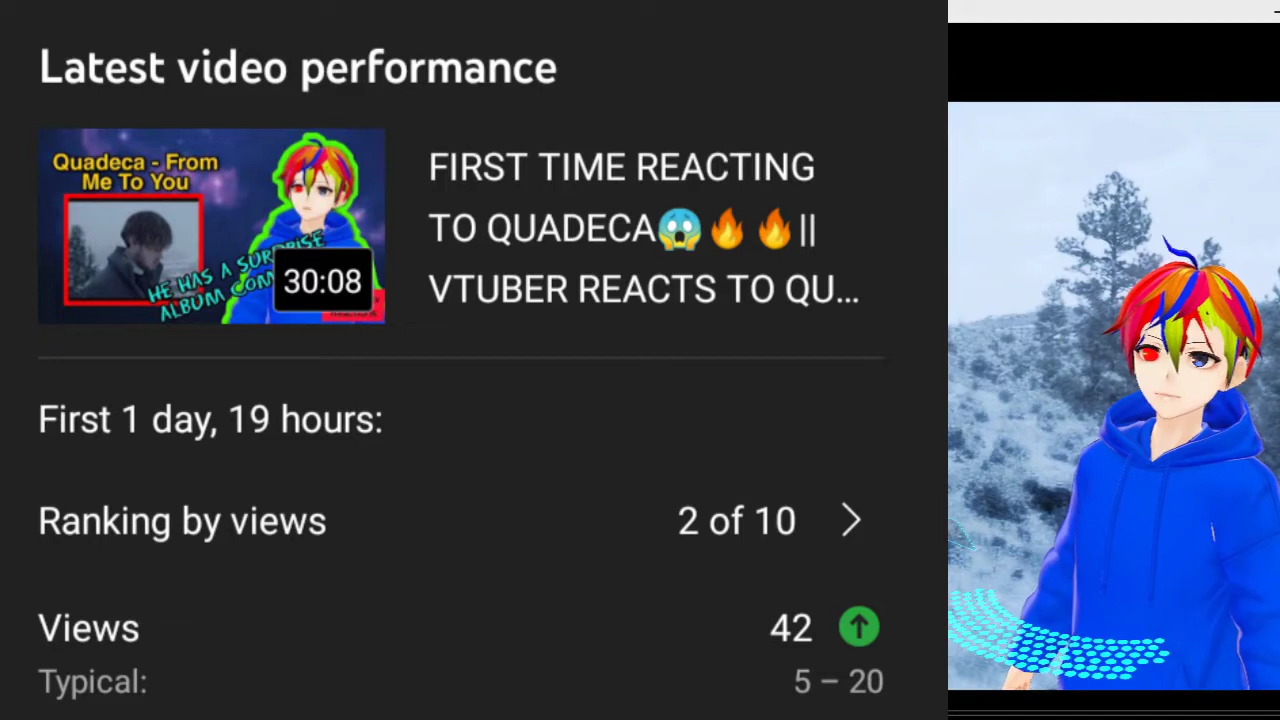 Latest video performance
Quadeca - From
Me To You
HE HAS A SURPRISE
ALBUM COM
30:08
FIRST TIME REACTING
TO QUADECA😱🔥🔥||
VTUBER REACTS TO QU...
First 1 day, 19 hours:
Ranking by views 2 of 10
Views 42
Typical: 5 – 20